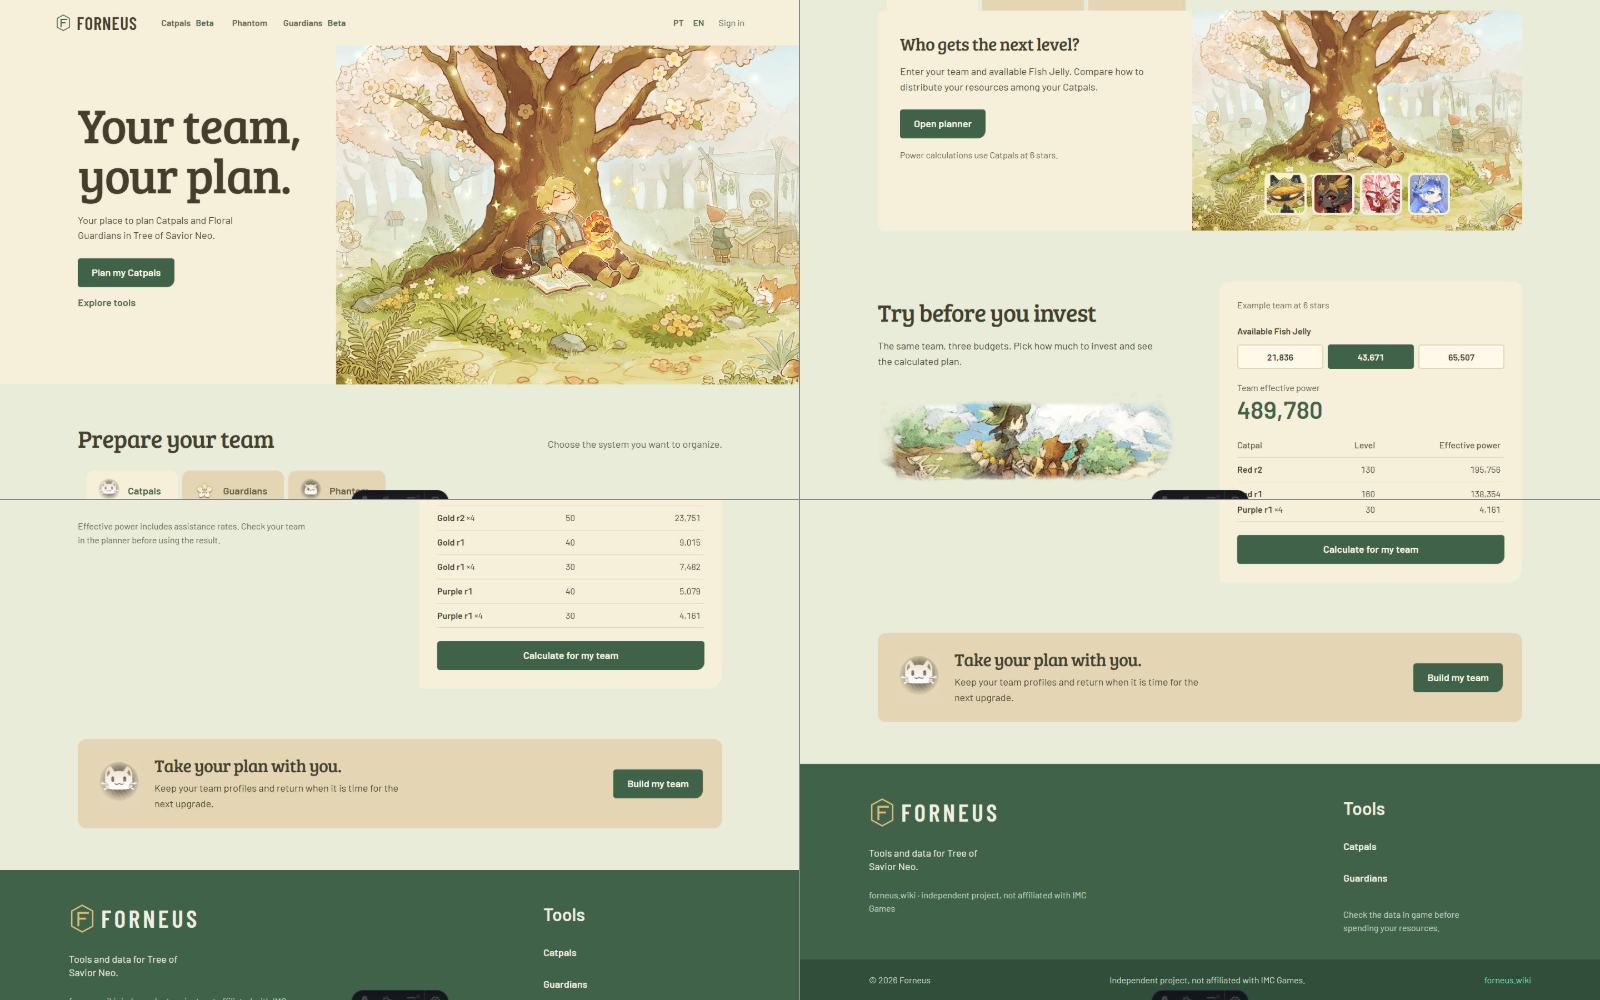 FORNEUS
Catpals Beta
Phantom
Guardians Beta
PT EN Sign in
Your team,
your plan.
Your place to plan Catpals and Floral
Guardians in Tree of Savior Neo.
Plan my Catpals
Explore tools
Prepare your team
Choose the system you want to organize.
Catpals
Guardians
Phantom
Who gets the next level?
Enter your team and available Fish Jelly. Compare how to
distribute your resources among your Catpals.
Open planner
Power calculations use Catpals at 6 stars.
Try before you invest
The same team, three budgets. Pick how much to invest and see
the calculated plan.
Example team at 6 stars
Available Fish Jelly
21,836 43,671 65,507
Team effective power
489,780
Catpal Level Effective power
Red r2 130 195,756
Red r1 160 138,354
Effective power includes assistance rates. Check your team
in the planner before using the result.
Gold r2 ×4 50 23,751
Gold r1 40 9,015
Gold r1 ×4 30 7,482
Purple r1 40 5,079
Purple r1 ×4 30 4,161
Calculate for my team
Take your plan with you.
Keep your team profiles and return when it is time for the
next upgrade.
Build my team
FORNEUS
Tools and data for Tree of
Savior Neo.
Tools
Catpals
Guardians
Purple r1 ×4 30 4,161
Calculate for my team
Take your plan with you.
Keep your team profiles and return when it is time for the
next upgrade.
Build my team
FORNEUS
Tools and data for Tree of
Savior Neo.
forneus.wiki · Independent project, not affiliated with IMC
Games
Tools
Catpals
Guardians
Check the data in game before
spending your resources.
© 2026 Forneus
Independent project, not affiliated with IMC Games.
forneus.wiki